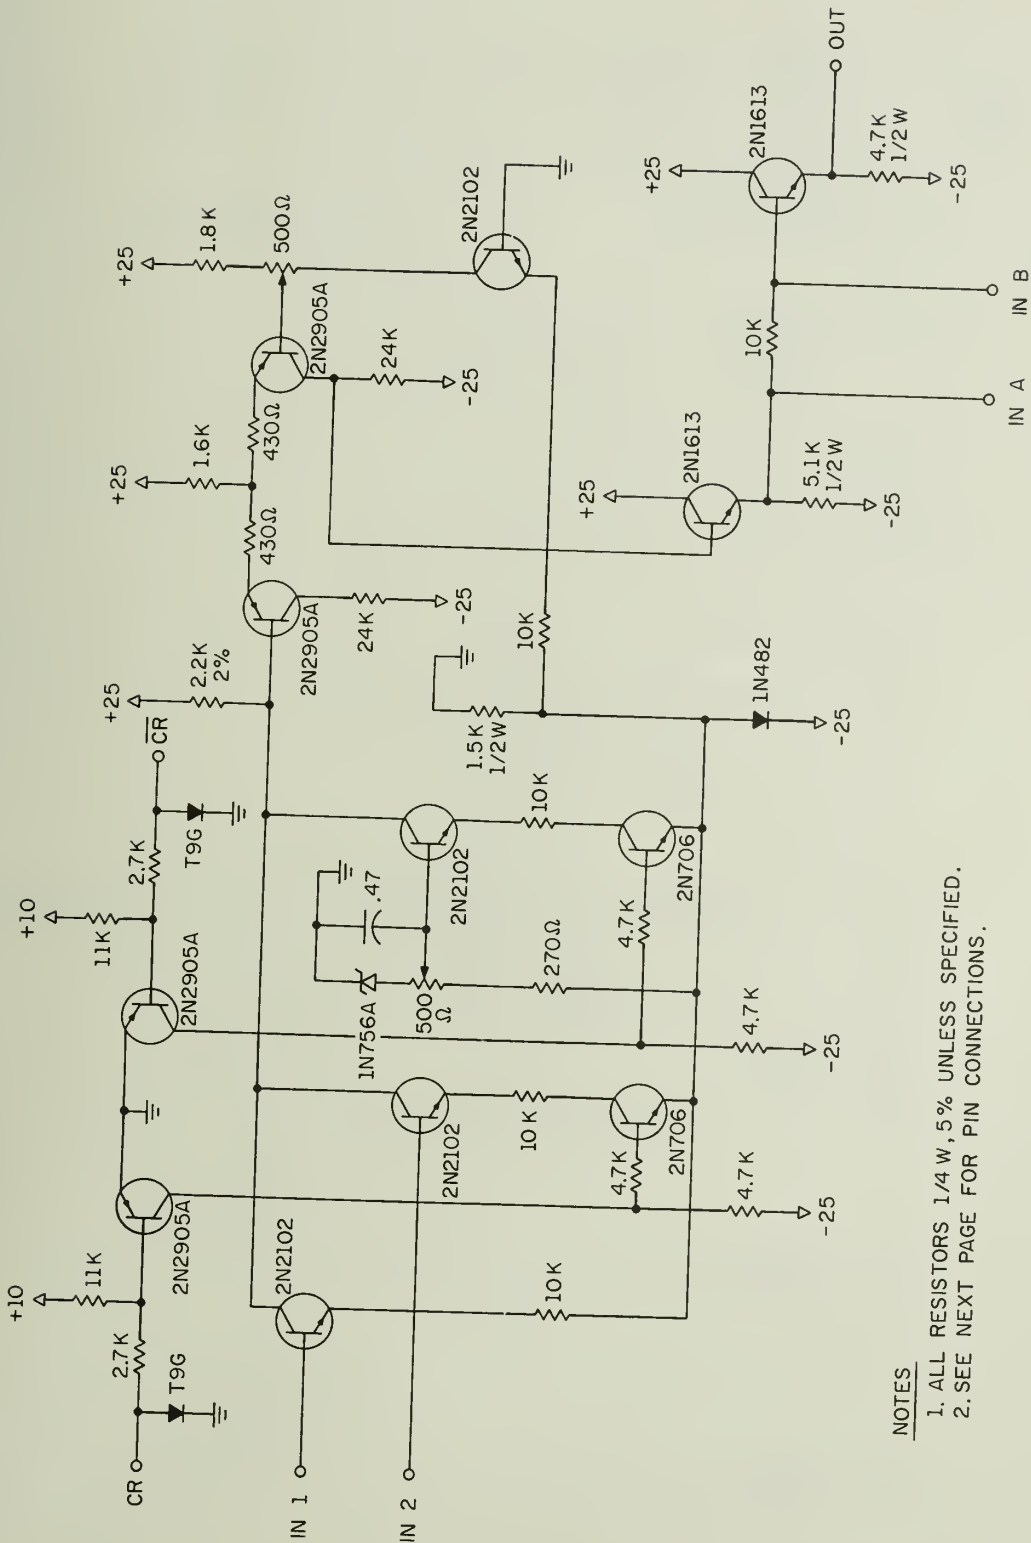 +10
11K
2.7K
CR
T9G
2N2905A
+10
11K
2.7K
C̅R̅
T9G
2N2905A
+25
2.2K
2%
+25
1.6K
430Ω
430Ω
2N2905A
24K
-25
+25
1.8K
500Ω
2N2905A
24K
-25
2N2102
IN 1
2N2102
10K
IN 2
2N2102
10K
4.7K
2N706
4.7K
-25
1N756A
.47
500
Ω
270Ω
2N2102
10K
4.7K
2N706
4.7K
-25
1.5K
1/2W
10K
1N482
-25
+25
2N1613
5.1K
1/2W
-25
10K
IN A
IN B
+25
2N1613
OUT
4.7K
1/2W
-25
NOTES
1. ALL RESISTORS 1/4 W, 5% UNLESS SPECIFIED.
2. SEE NEXT PAGE FOR PIN CONNECTIONS.